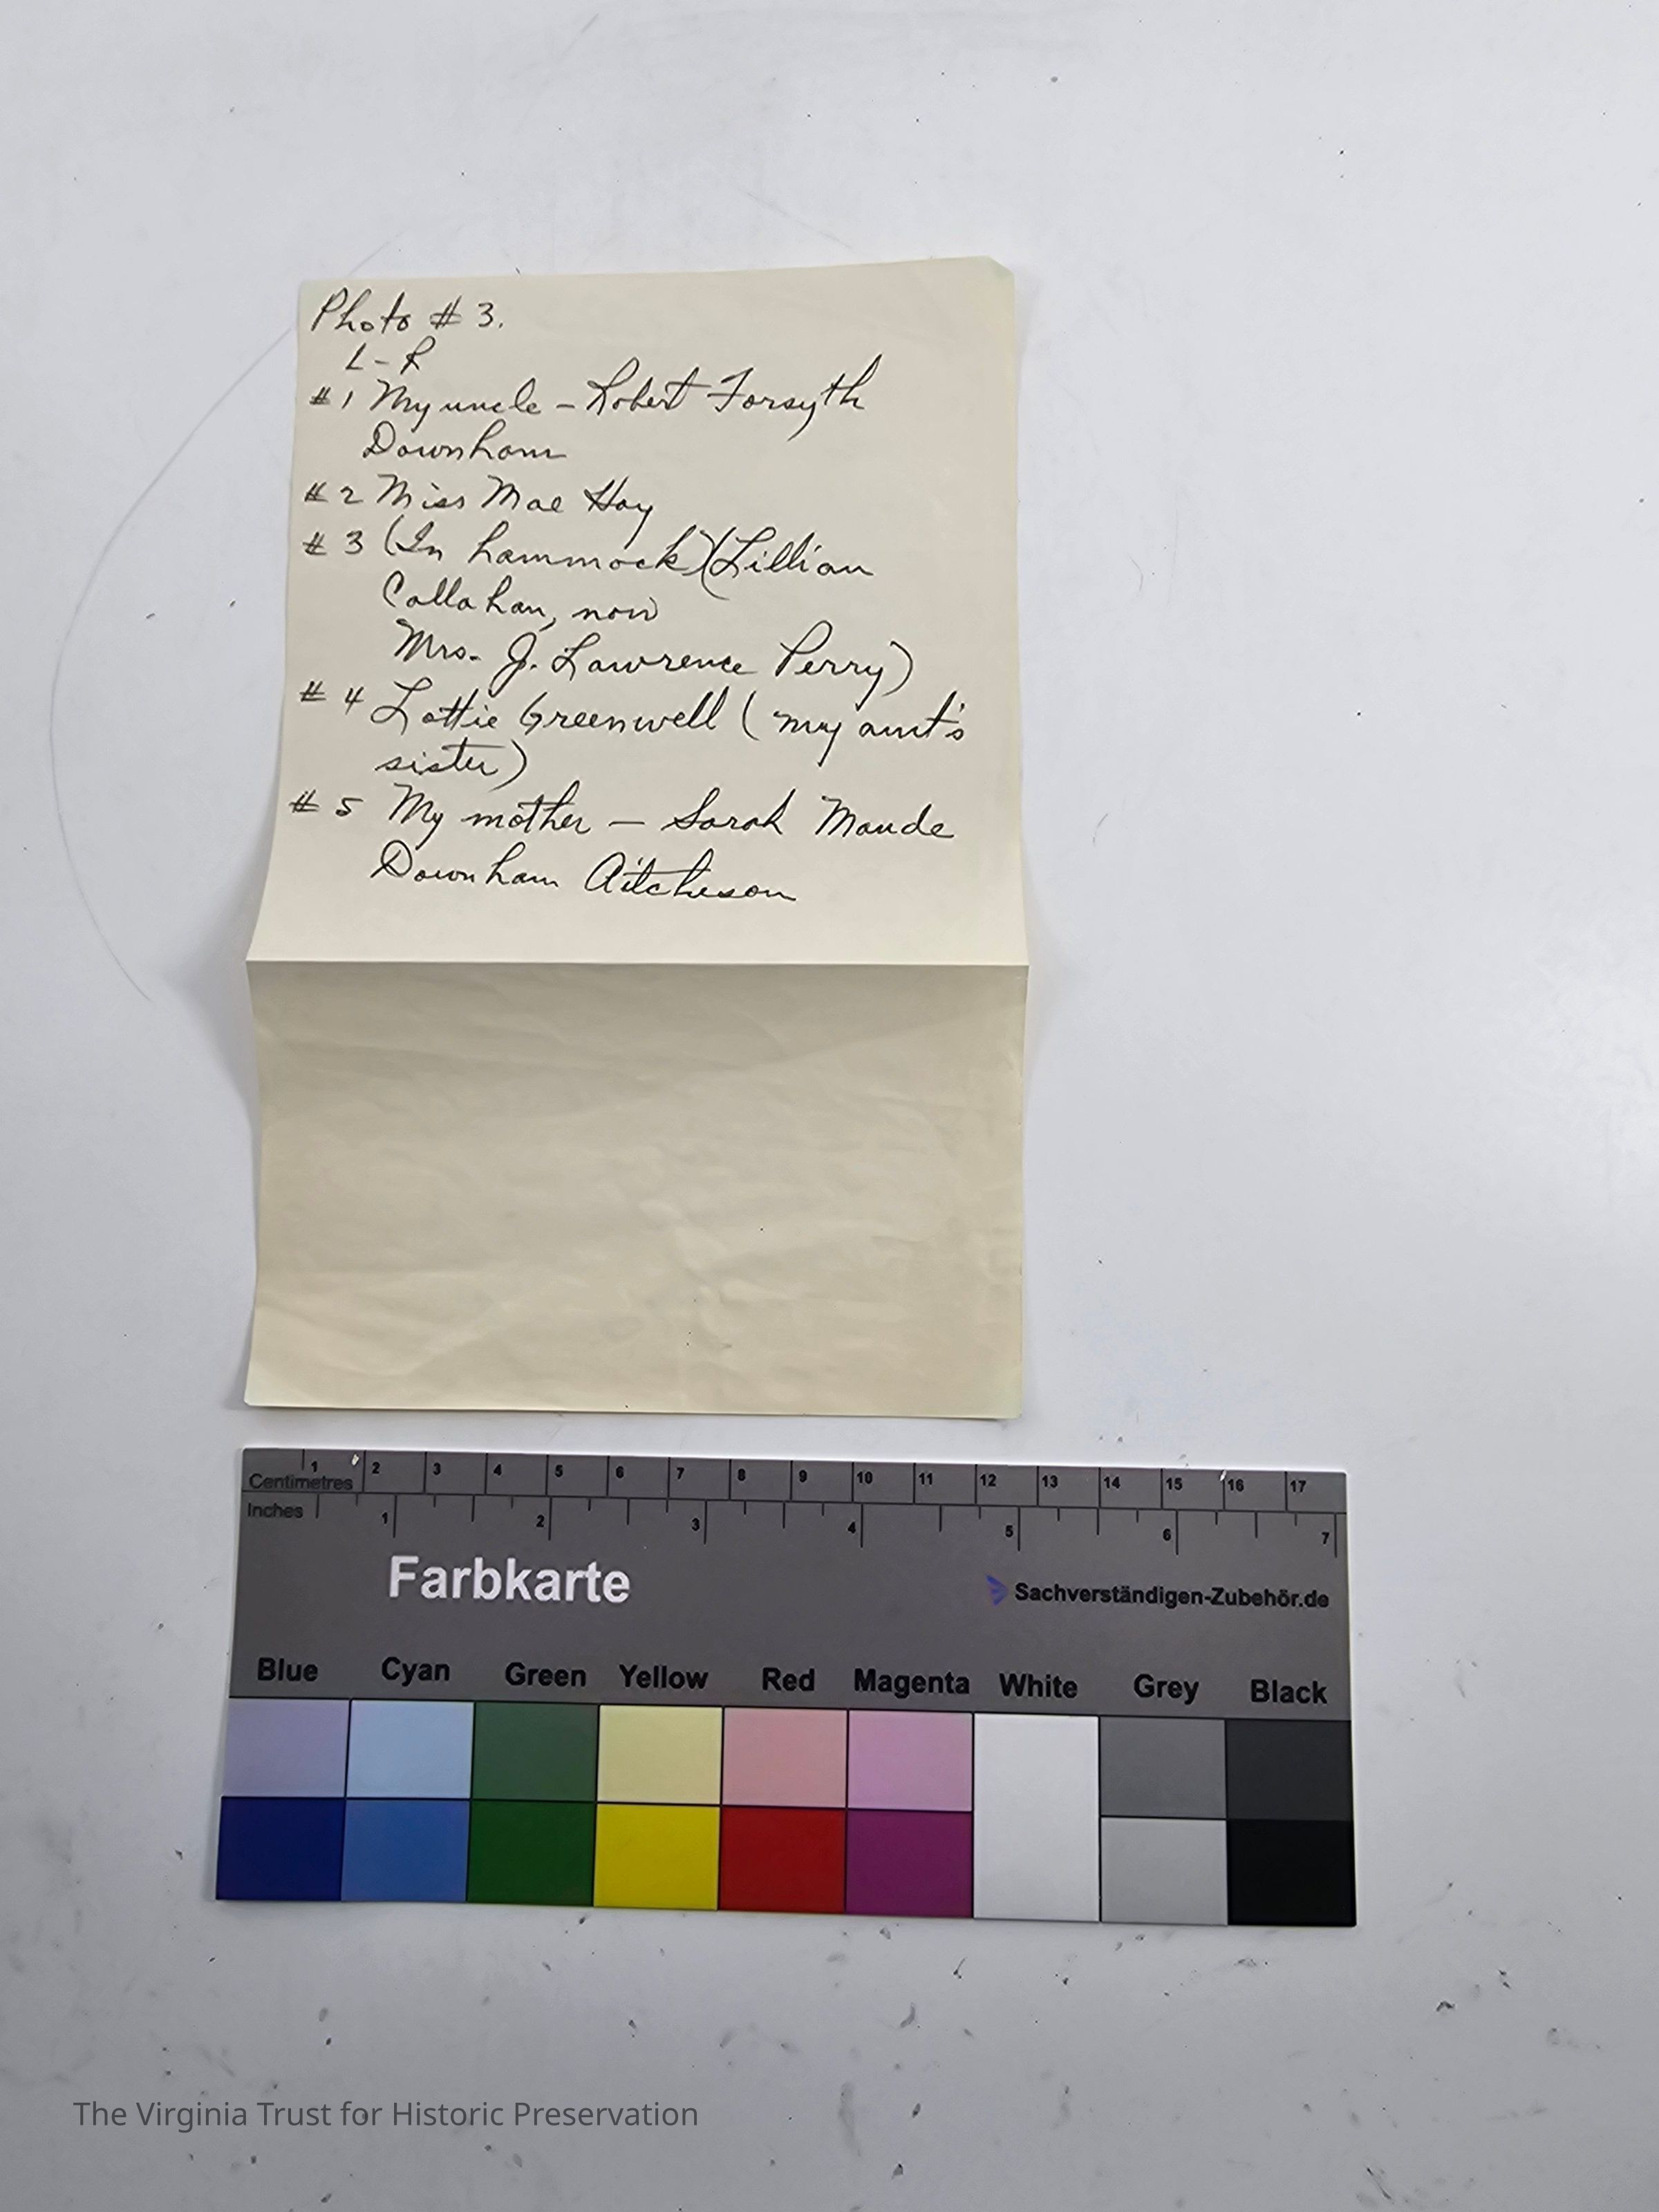 Photo # 3.
L-R
# 1 My uncle - Robert Forsyth
Downham
# 2 Miss Mae Hoy
# 3 (In hammock)(Lillian
Callahan, now
Mrs. J. Lawrence Perry)
# 4 Lottie Greenwell (my aunt's
sister)
# 5 My mother — Sarah Maude
Downham Aitcheson
1 2 3 4 5 6 7 8 9 10 11 12 13 14 15 16 17
Centimetres
Inches
1 2 3 4 5 6 7
Farbkarte
Sachverständigen-Zubehör.de
Blue Cyan Green Yellow Red Magenta White Grey Black
The Virginia Trust for Historic Preservation